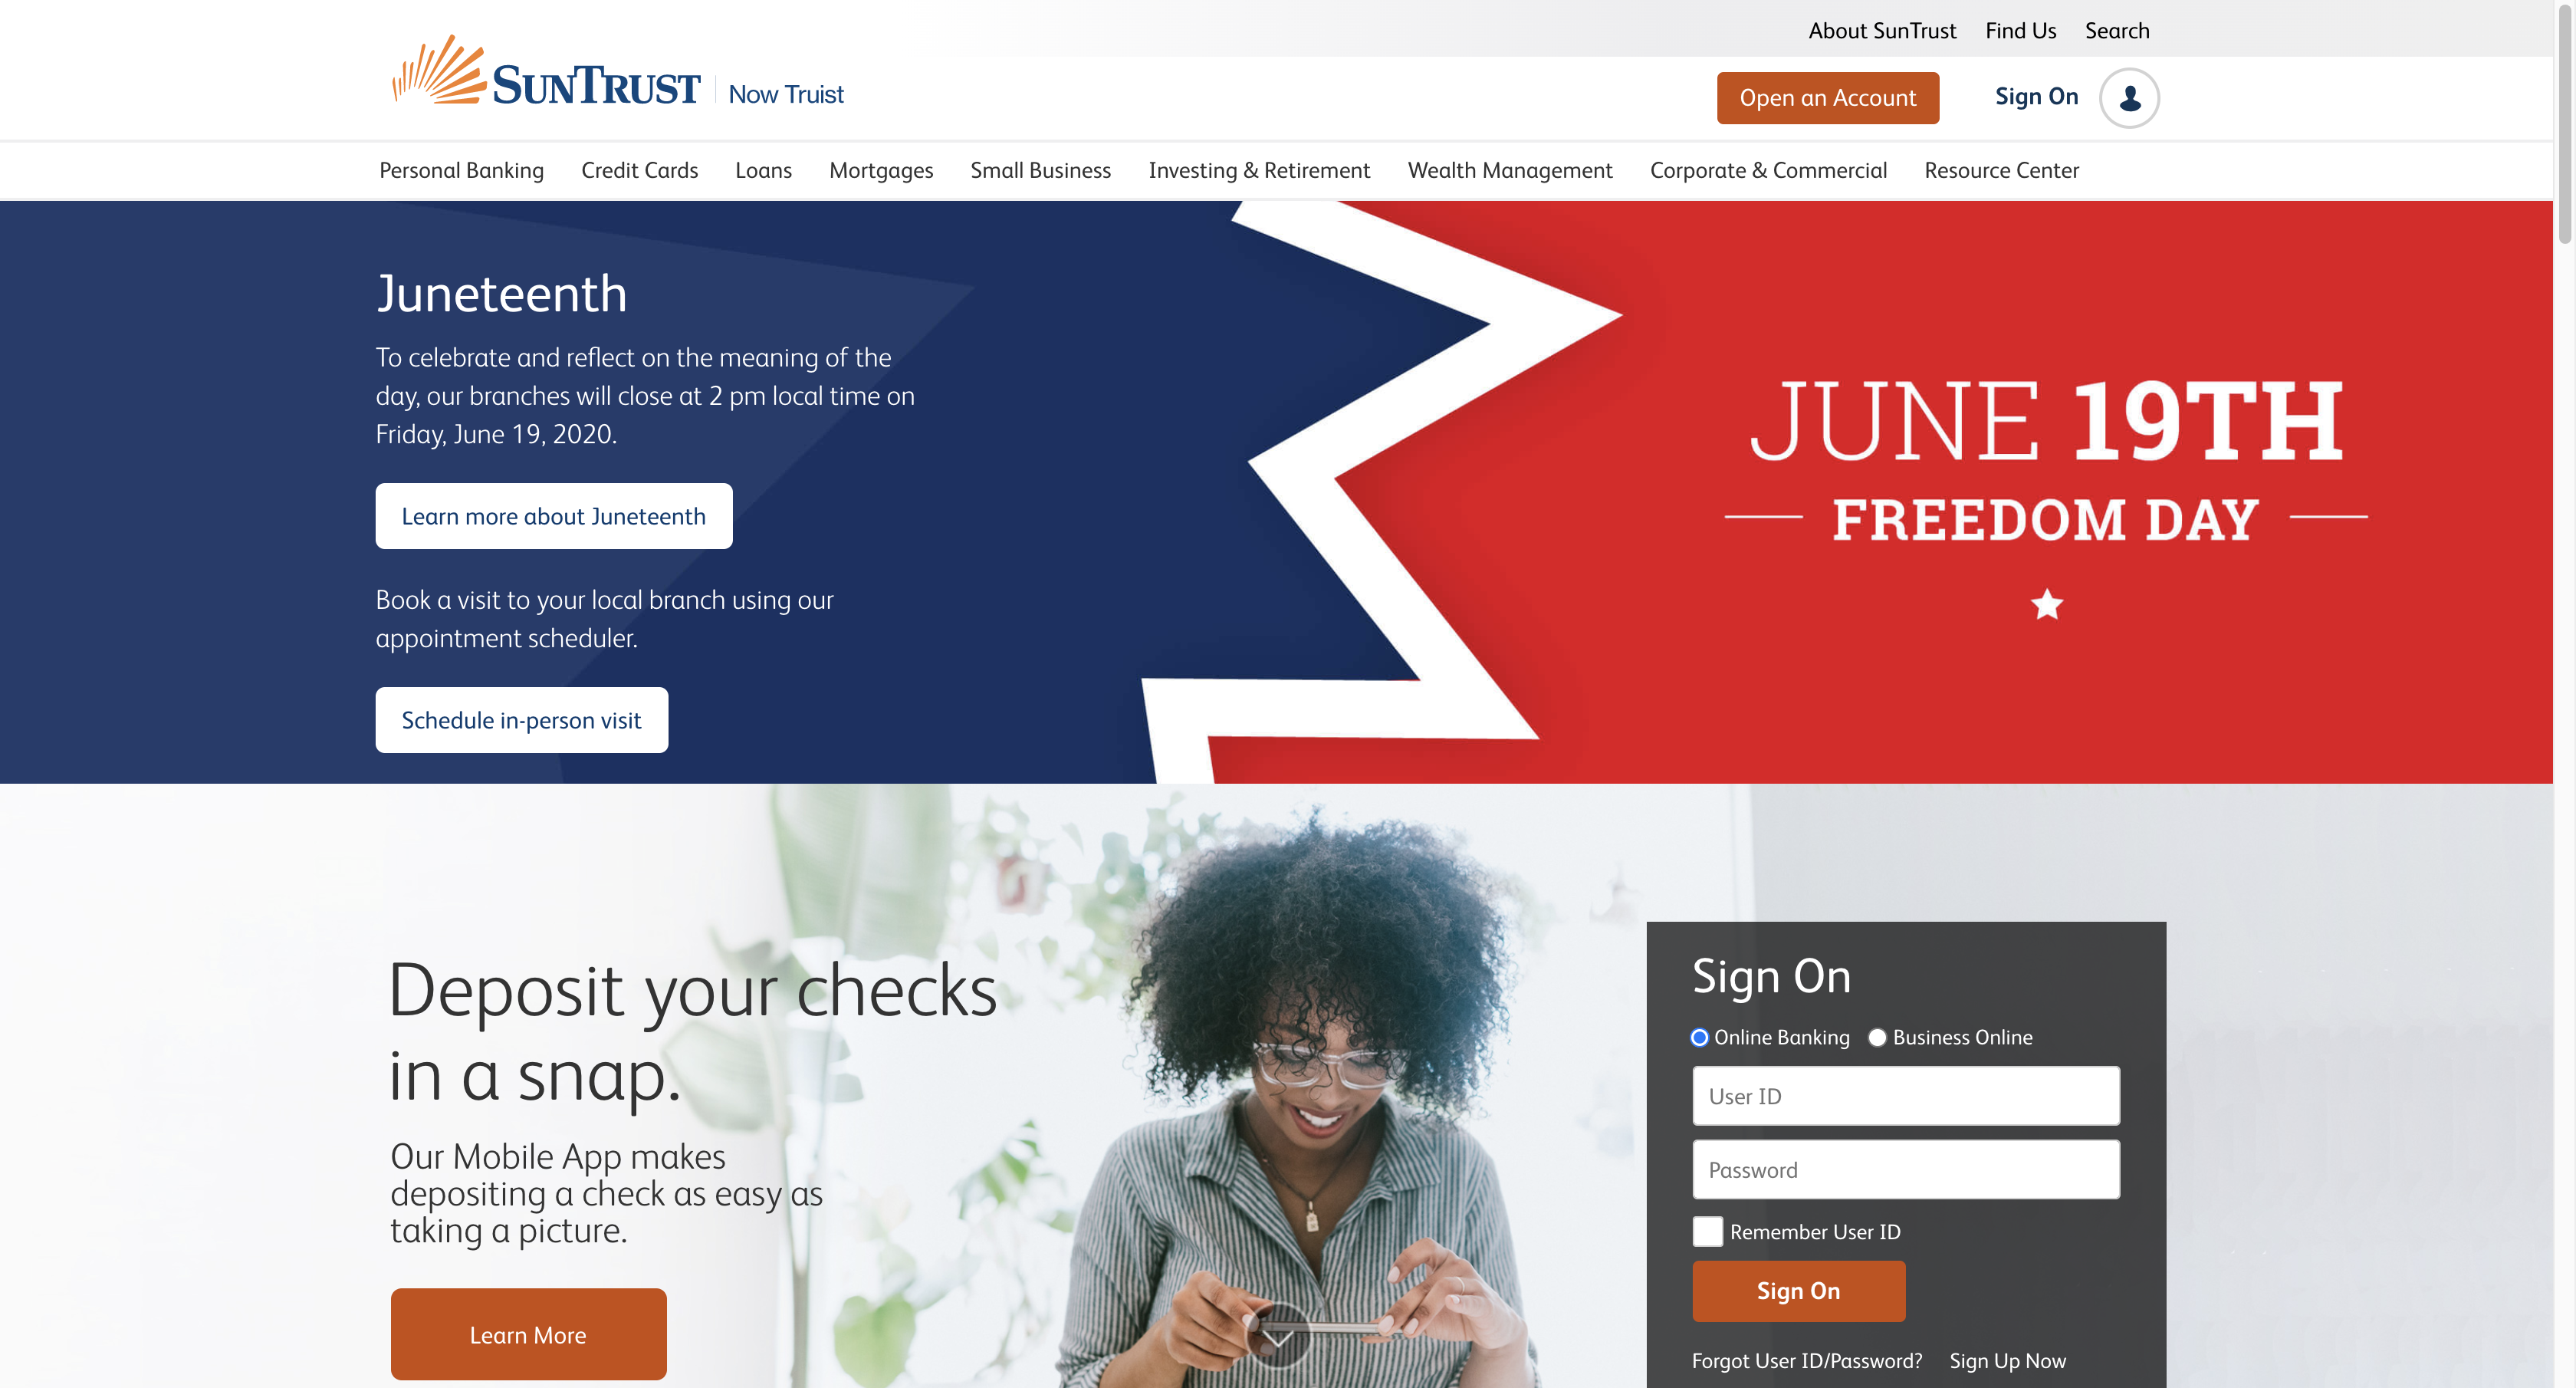 About SunTrust Find Us Search
SUNTRUST Now Truist
Open an Account Sign On
Personal Banking Credit Cards Loans Mortgages Small Business Investing & Retirement Wealth Management Corporate & Commercial Resource Center
Juneteenth
To celebrate and reflect on the meaning of the
day, our branches will close at 2 pm local time on
Friday, June 19, 2020.
Learn more about Juneteenth
Book a visit to your local branch using our
appointment scheduler.
Schedule in-person visit
JUNE 19TH
FREEDOM DAY
Deposit your checks
in a snap.
Our Mobile App makes
depositing a check as easy as
taking a picture.
Learn More
Sign On
Online Banking Business Online
User ID
Password
Remember User ID
Sign On
Forgot User ID/Password? Sign Up Now